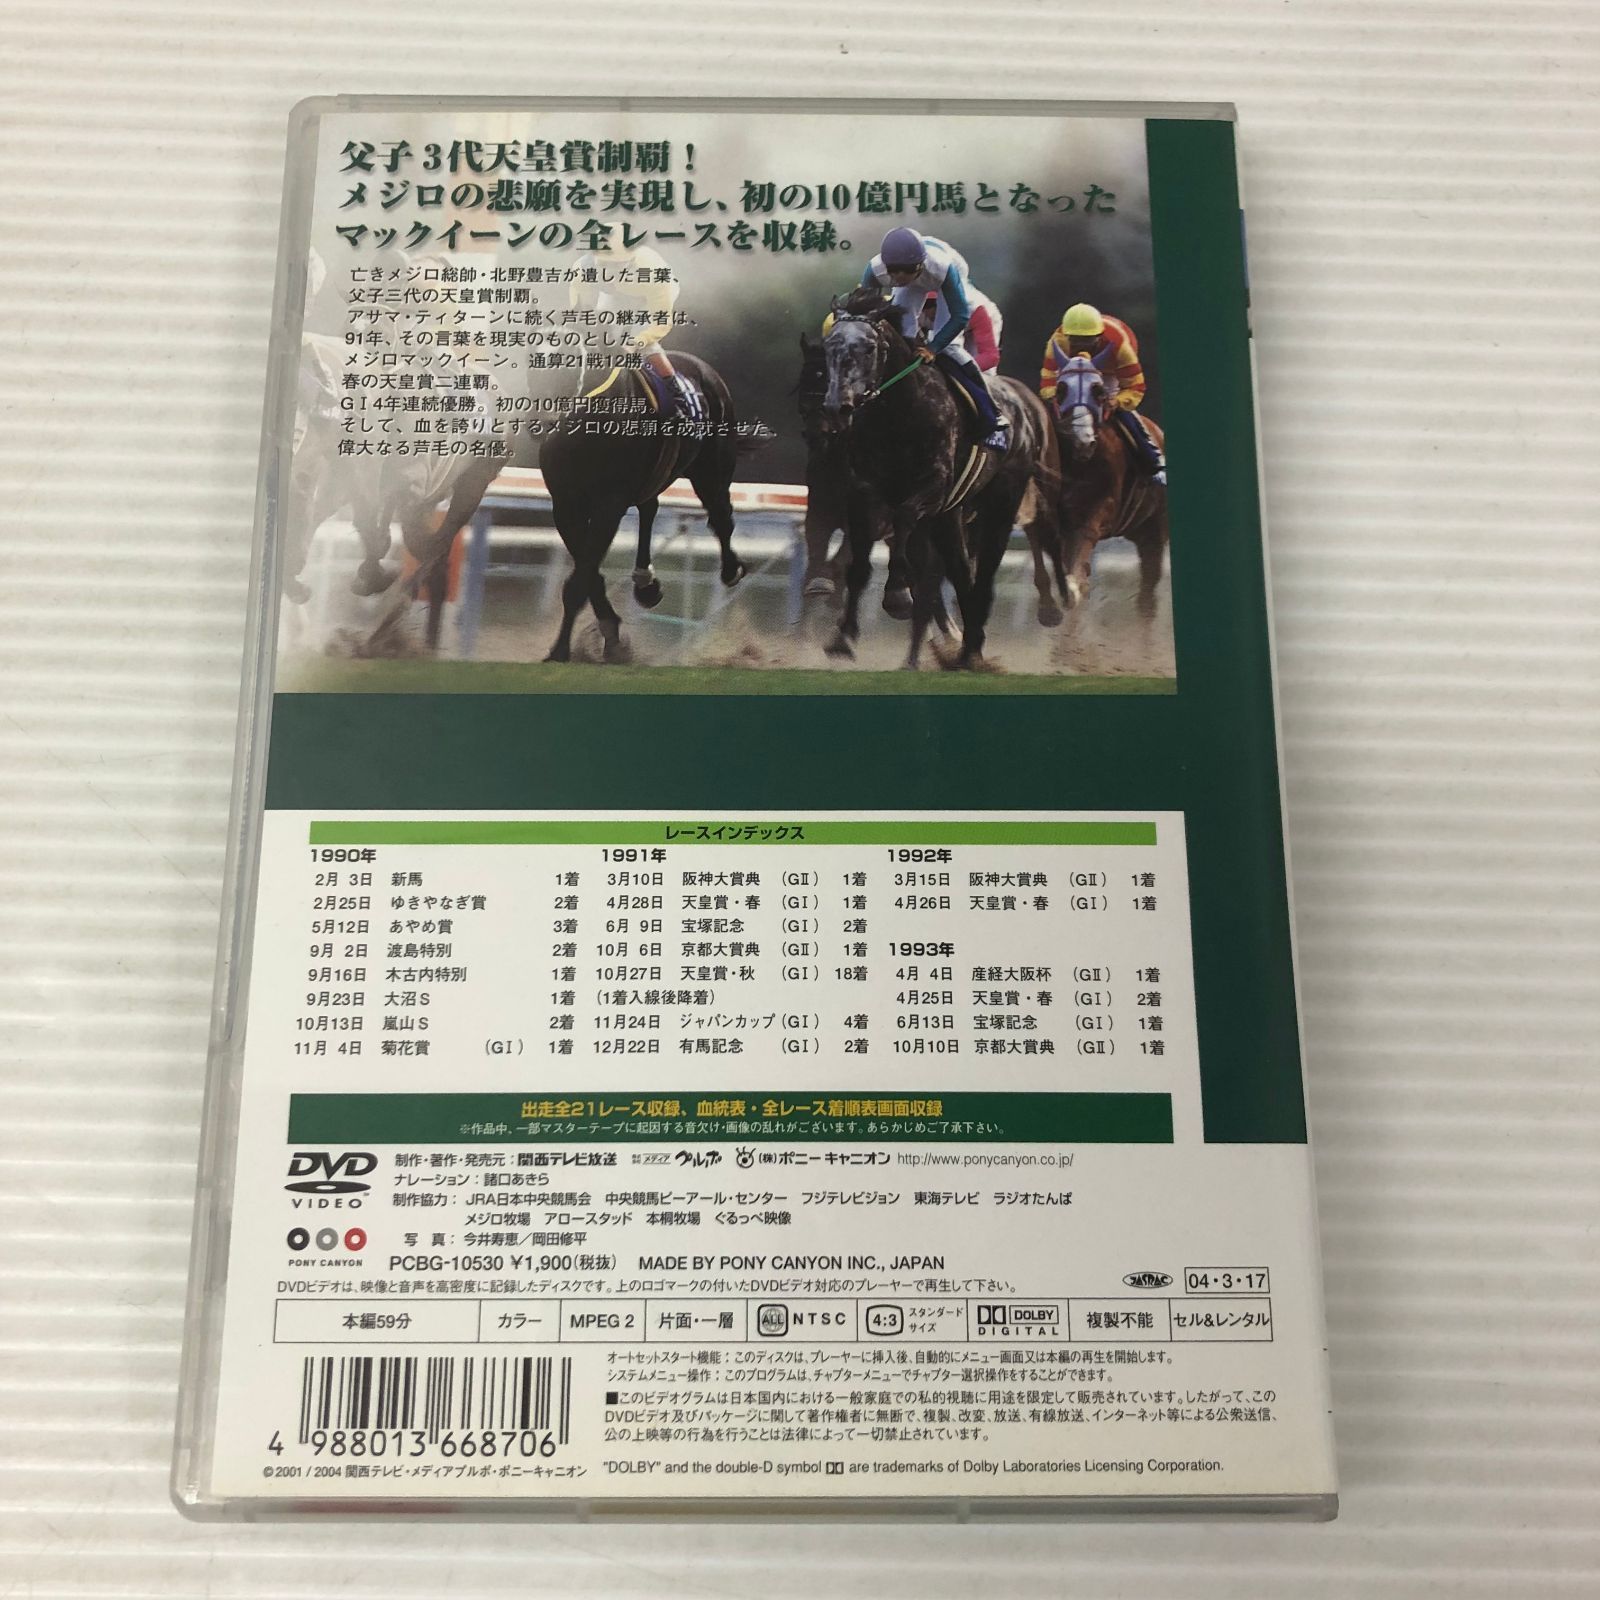 父子3代天皇賞制覇!
メジロの悲願を実現し、初の10億円馬となった
マックイーンの全レースを収録。
亡きメジロ総帥・北野豊吉が遺した言葉、
父子三代の天皇賞制覇。
アサマ・ティターンに続く芦毛の継承者は、
91年、その言葉を現実のものとした。
メジロマックイーン。通算21戦12勝。
春の天皇賞二連覇。
GⅠ4年連続優勝。初の10億円獲得馬。
そして、血を誇りとするメジロの悲願を成就させた、
偉大なる芦毛の名優。
レースインデックス
1990年
2月 3日 新馬 1着
2月25日 ゆきやなぎ賞 2着
5月12日 あやめ賞 3着
9月 2日 渡島特別 2着
9月16日 木古内特別 1着
9月23日 大沼S 1着
10月13日 嵐山S 2着
11月 4日 菊花賞 (GⅠ) 1着
1991年
3月10日 阪神大賞典 (GⅡ) 1着
4月28日 天皇賞・春 (GⅠ) 1着
6月 9日 宝塚記念 (GⅠ) 2着
10月 6日 京都大賞典 (GⅡ) 1着
10月27日 天皇賞・秋 (GⅠ) 18着
(1着入線後降着)
11月24日 ジャパンカップ(GⅠ) 4着
12月22日 有馬記念 (GⅠ) 2着
1992年
3月15日 阪神大賞典 (GⅡ) 1着
4月26日 天皇賞・春 (GⅠ) 1着
1993年
4月 4日 産経大阪杯 (GⅡ) 1着
4月25日 天皇賞・春 (GⅠ) 2着
6月13日 宝塚記念 (GⅠ) 1着
10月10日 京都大賞典 (GⅡ) 1着
出走全21レース収録、血統表・全レース着順表画面収録
※作品中、一部マスターテープに起因する音欠け・画像の乱れがございます。あらかじめご了承下さい。
DVD
VIDEO
制作・著作・発売元:関西テレビ放送 メディアプルポ (株)ポニーキャニオン http://www.ponycanyon.co.jp/
ナレーション:諸口あきら
制作協力: JRA日本中央競馬会 中央競馬ピーアール・センター フジテレビジョン 東海テレビ ラジオたんぱ
メジロ牧場 アロースタッド 本桐牧場 ぐるっぺ映像
写 真: 今井寿恵/岡田修平
PONY CANYON
PCBG-10530 ¥1,900(税抜) MADE BY PONY CANYON INC., JAPAN
DVDビデオは、映像と音声を高密度に記録したディスクです。上のロゴマークの付いたDVDビデオ対応のプレーヤーで再生して下さい。
JASRAC
04・3・17
本編59分 カラー MPEG 2 片面・一層 ALL NTSC 4:3 スタンダードサイズ DOLBY DIGITAL 複製不能 セル&レンタル
オートセットスタート機能:このディスクは、プレーヤーに挿入後、自動的にメニュー画面又は本編の再生を開始します。
システムメニュー操作:このプログラムは、チャプターメニューでチャプター選択操作をすることができます。
■このビデオグラムは日本国内における一般家庭での私的視聴に用途を限定して販売されています。したがって、この
DVDビデオ及びパッケージに関して著作権者に無断で、複製、改変、放送、有線放送、インターネット等による公衆送信、
公の上映等の行為を行うことは法律によって一切禁止されています。
4 988013 668706
©2001 / 2004 関西テレビ・メディアプルポ・ポニーキャニオン
"DOLBY" and the double-D symbol are trademarks of Dolby Laboratories Licensing Corporation.